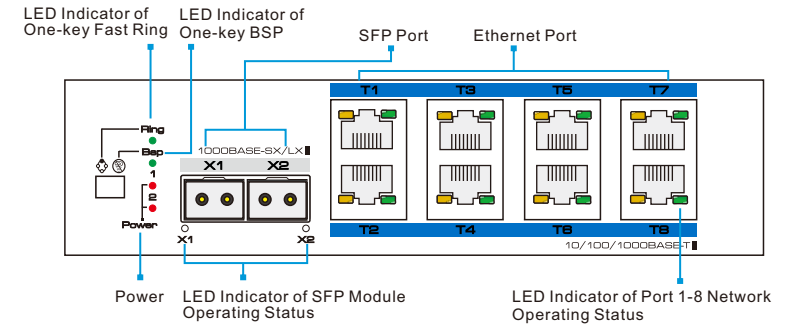 LED Indicator of
One-key Fast Ring
LED Indicator of
One-key BSP
SFP Port
Ethernet Port
T1 T3 T5 T7
Ring
1000BASE-SX/LX
Bsp
X1 X2
1
2
Power
T2 T4 T6 T8
X1 X2
10/100/1000BASE-T
Power
LED Indicator of SFP Module
Operating Status
LED Indicator of Port 1-8 Network
Operating Status